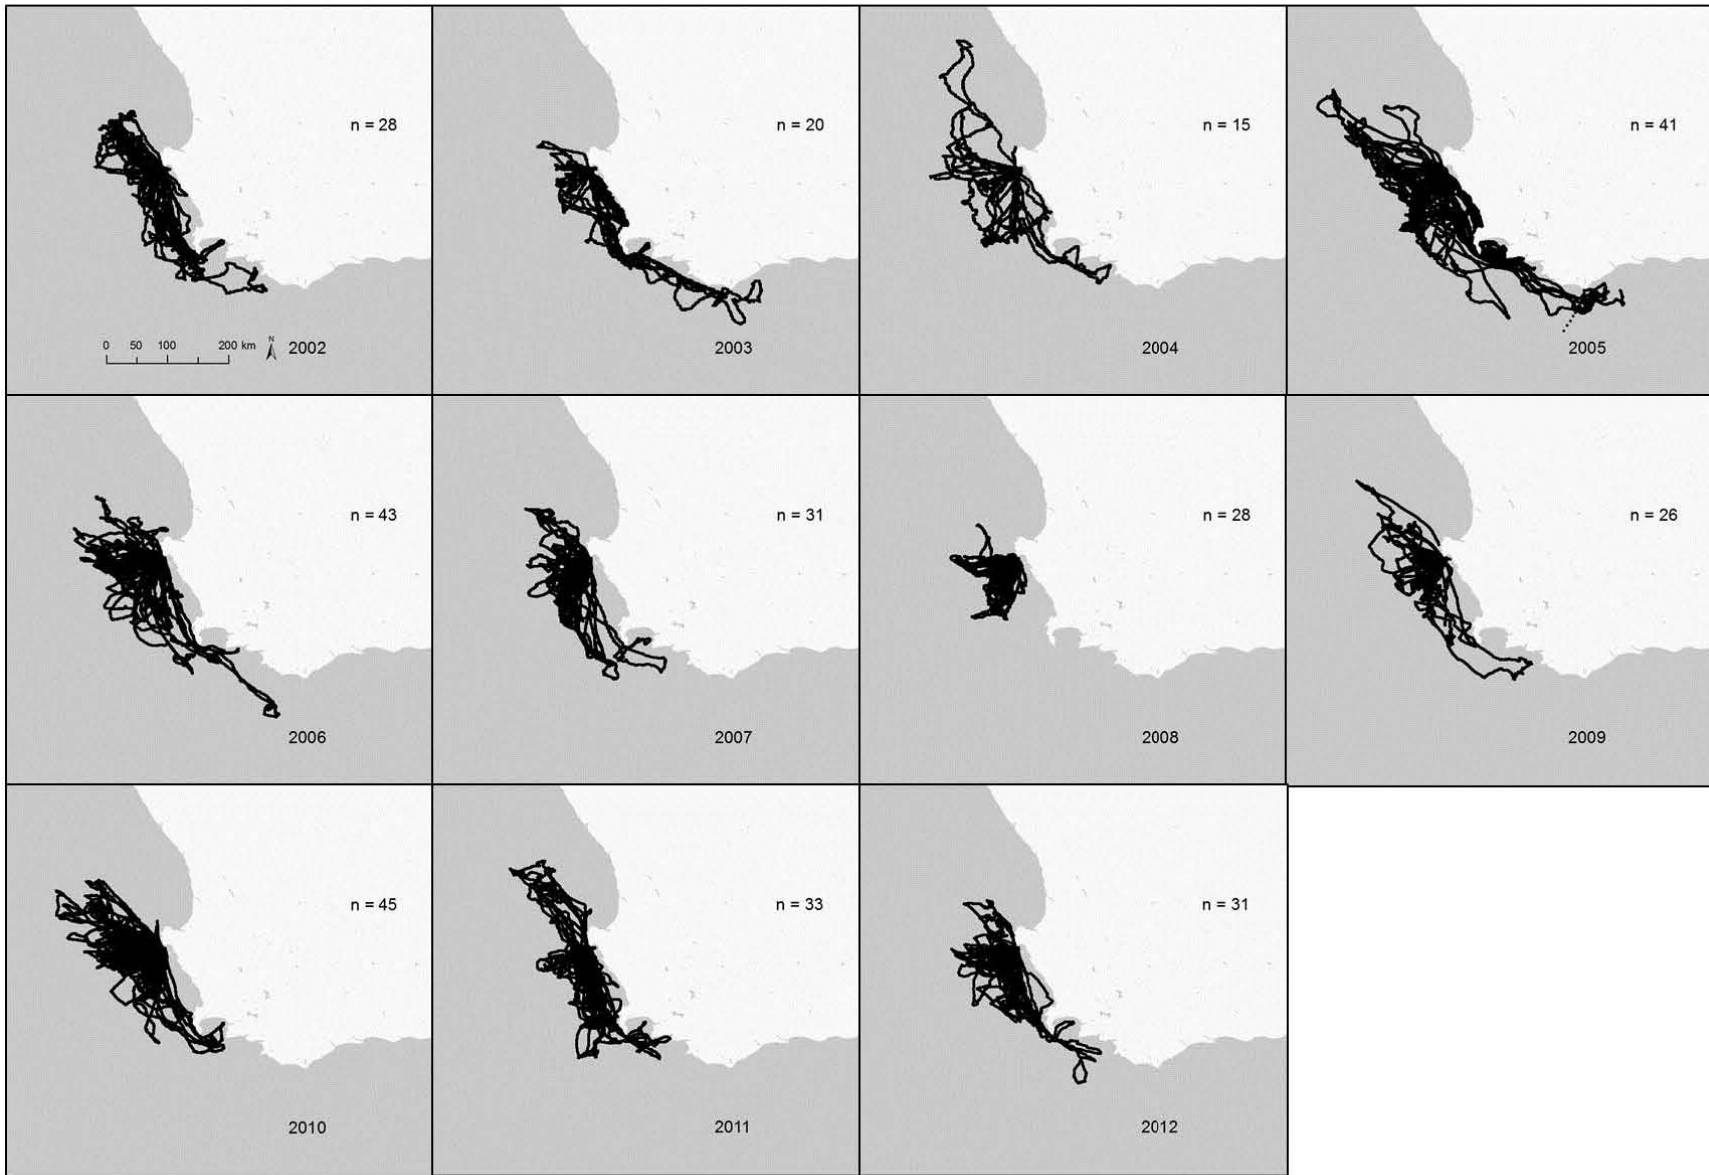 n = 28
0 50 100 200 km N
2002
n = 20
2003
n = 15
2004
n = 41
2005
n = 43
2006
n = 31
2007
n = 28
2008
n = 26
2009
n = 45
2010
n = 33
2011
n = 31
2012